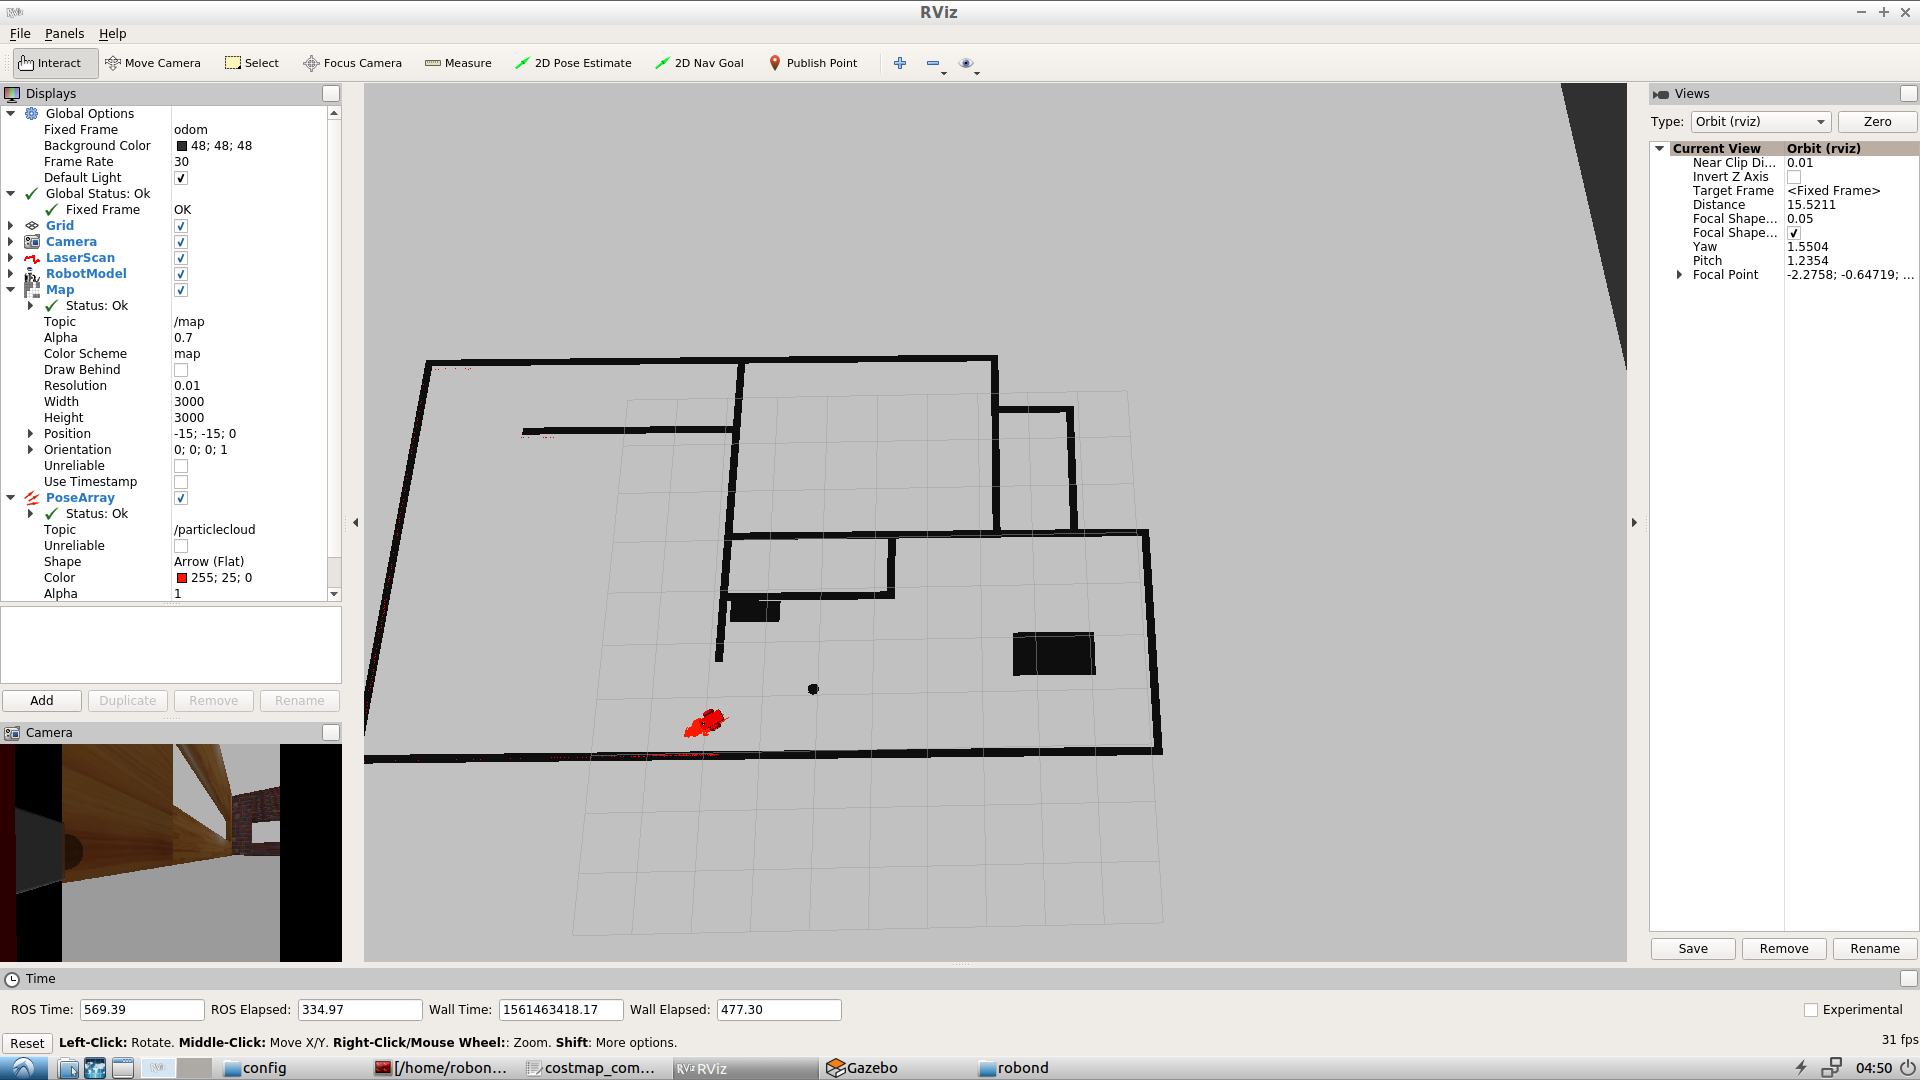 RViz
File Panels Help
Interact Move Camera Select Focus Camera Measure 2D Pose Estimate 2D Nav Goal Publish Point
Displays
Global Options
Fixed Frame odom
Background Color 48; 48; 48
Frame Rate 30
Default Light
Global Status: Ok
Fixed Frame OK
Grid
Camera
LaserScan
RobotModel
Map
Status: Ok
Topic /map
Alpha 0.7
Color Scheme map
Draw Behind
Resolution 0.01
Width 3000
Height 3000
Position -15; -15; 0
Orientation 0; 0; 0; 1
Unreliable
Use Timestamp
PoseArray
Status: Ok
Topic /particlecloud
Unreliable
Shape Arrow (Flat)
Color 255; 25; 0
Alpha 1
Add Duplicate Remove Rename
Camera
Views
Type: Orbit (rviz) Zero
Current View Orbit (rviz)
Near Clip Di... 0.01
Invert Z Axis
Target Frame <Fixed Frame>
Distance 15.5211
Focal Shape... 0.05
Focal Shape...
Yaw 1.5504
Pitch 1.2354
Focal Point -2.2758; -0.64719; ...
Save Remove Rename
Time
ROS Time: 569.39 ROS Elapsed: 334.97 Wall Time: 1561463418.17 Wall Elapsed: 477.30 Experimental
Reset Left-Click: Rotate. Middle-Click: Move X/Y. Right-Click/Mouse Wheel:: Zoom. Shift: More options. 31 fps
config [/home/robon... costmap_com... RViz RViz Gazebo robond 04:50